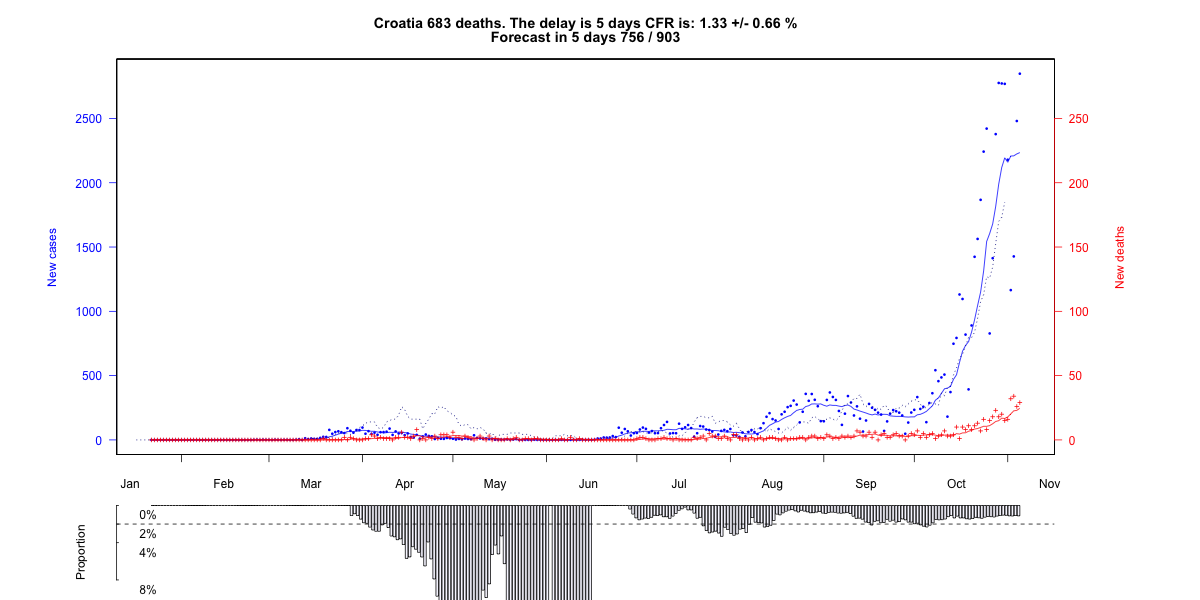 Croatia 683 deaths. The delay is 5 days CFR is: 1.33 +/- 0.66 %
Forecast in 5 days 756 / 903
2500
2000
1500
1000
500
0
New cases
250
200
150
100
50
0
New deaths
Jan Feb Mar Apr May Jun Jul Aug Sep Oct Nov
Proportion
0%
2%
4%
8%